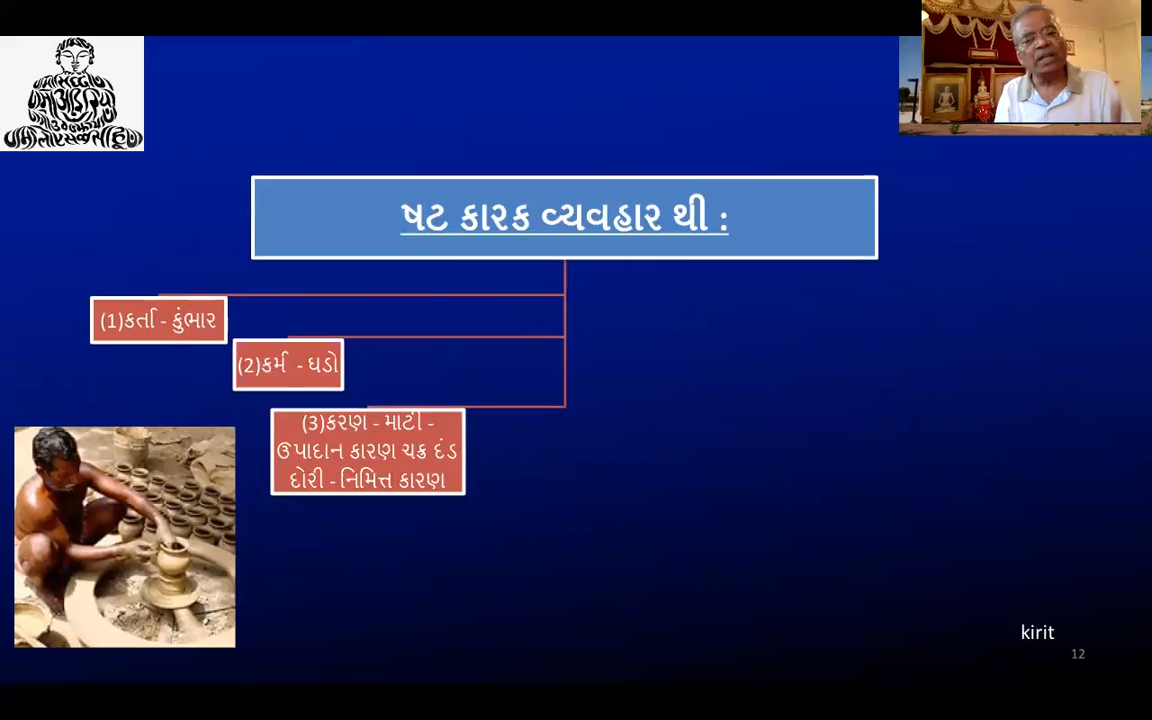 ષટ કારક વ્યવહાર થી :
(1)કર્તા - કુંભાર
(2)કર્મ - ઘડો
(3)કરણ - માટી -
ઉપાદાન કારણ ચક્ર દંડ
દોરી - નિમિત્ત કારણ
kirit
12